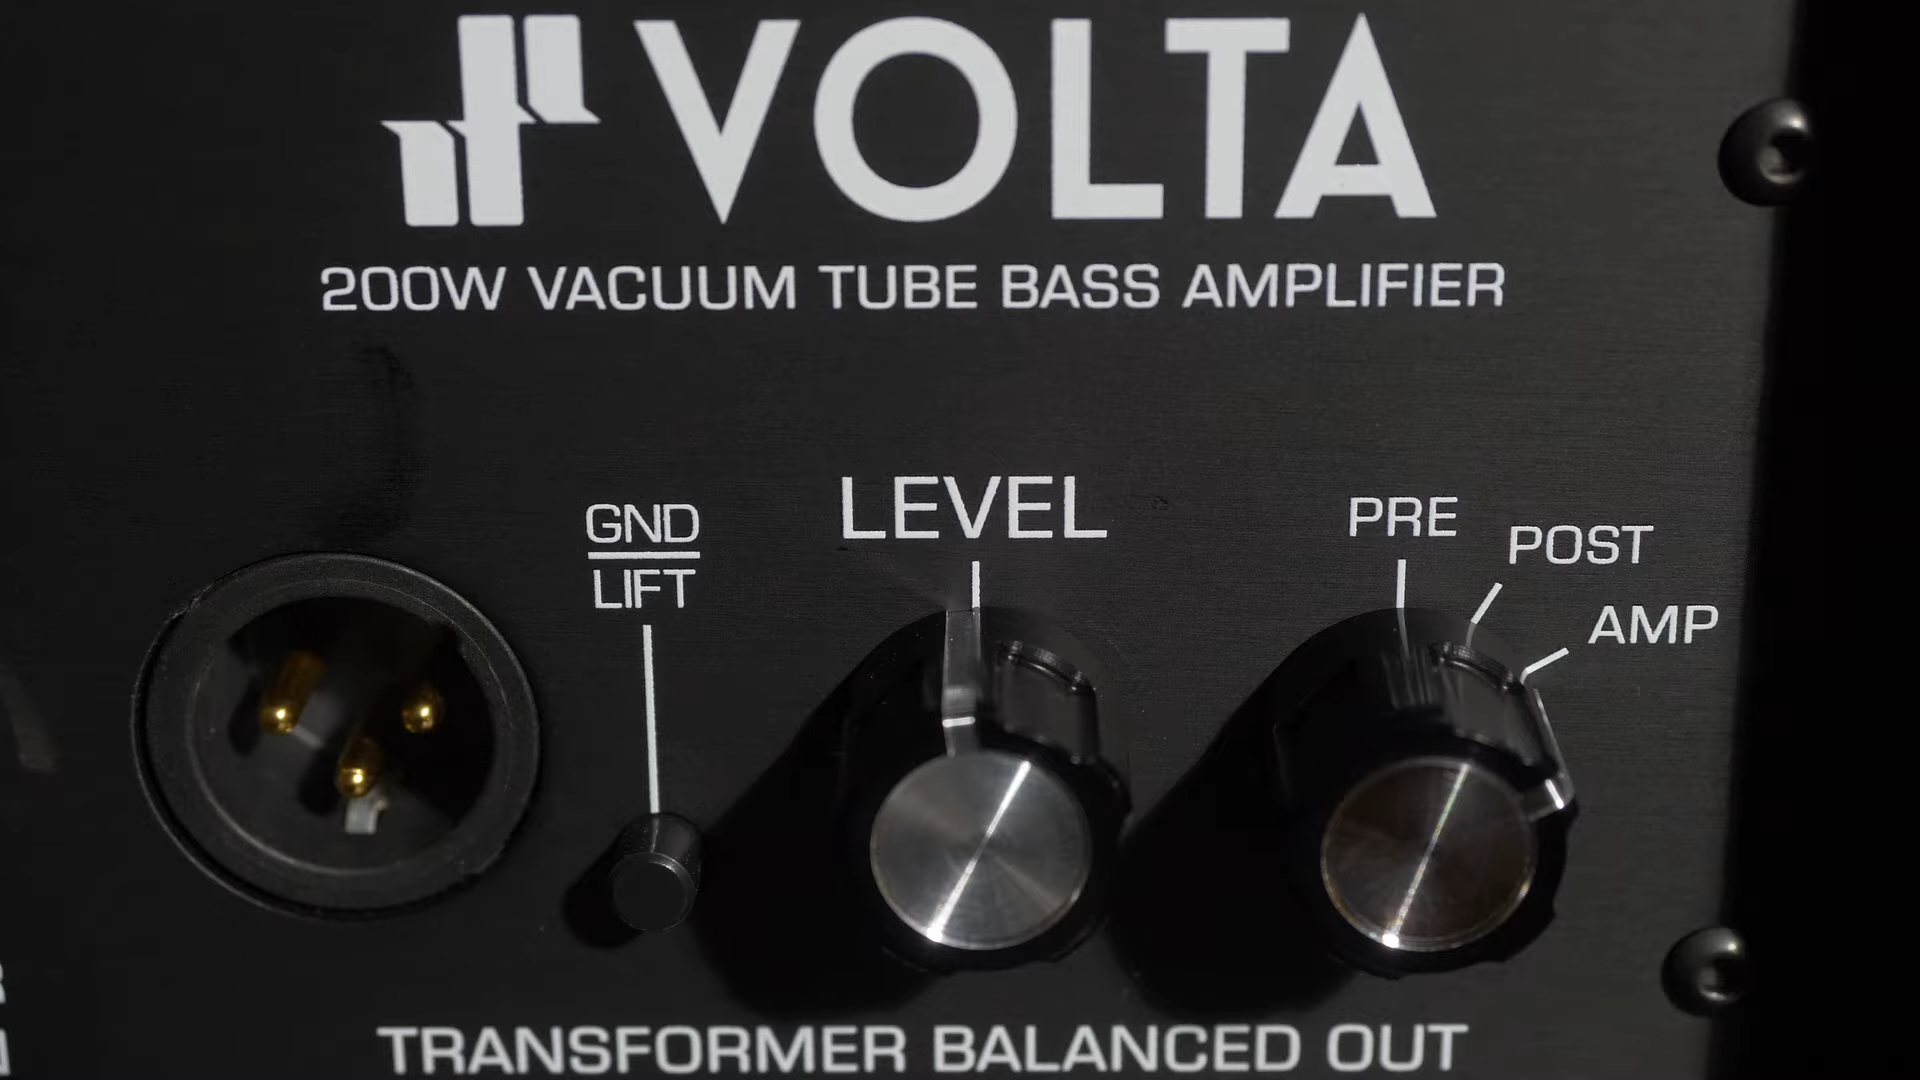 VOLTA
200W VACUUM TUBE BASS AMPLIFIER
GND
LIFT
LEVEL
PRE
POST
AMP
TRANSFORMER BALANCED OUT